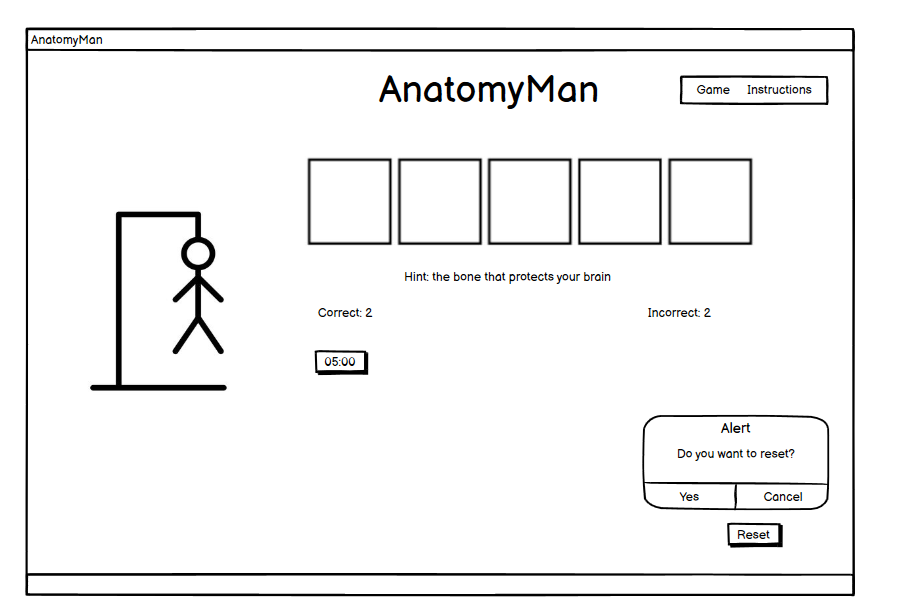 AnatomyMan
AnatomyMan
Game Instructions
Hint: the bone that protects your brain
Correct: 2
Incorrect: 2
05:00
Alert
Do you want to reset?
Yes
Cancel
Reset